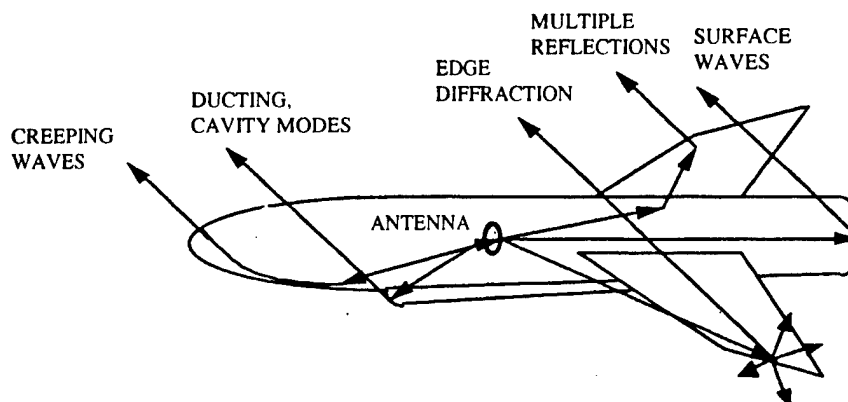 MULTIPLE
REFLECTIONS
SURFACE
WAVES
EDGE
DIFFRACTION
DUCTING,
CAVITY MODES
CREEPING
WAVES
ANTENNA